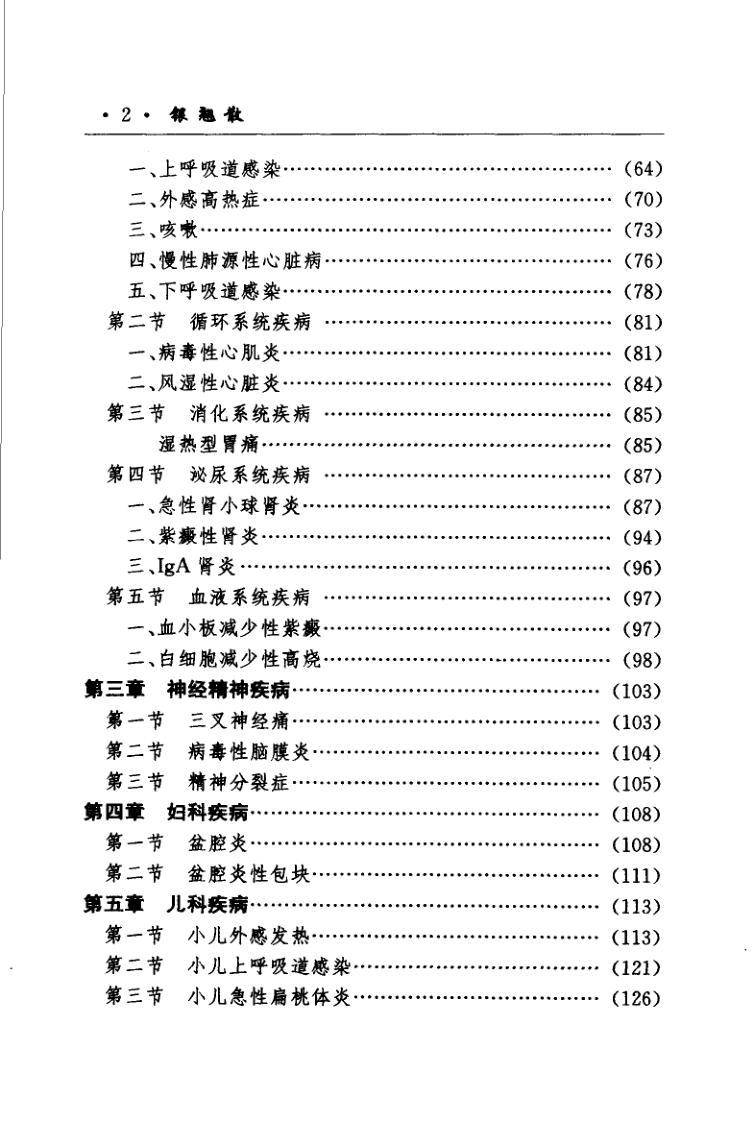 ·2· 银翘散
一、上呼吸道感染…………………………………………(64)
二、外感高热症……………………………………………(70)
三、咳嗽……………………………………………………(73)
四、慢性肺源性心脏病……………………………………(76)
五、下呼吸道感染…………………………………………(78)
第二节 循环系统疾病 ……………………………………(81)
一、病毒性心肌炎…………………………………………(81)
二、风湿性心脏炎…………………………………………(84)
第三节 消化系统疾病 ……………………………………(85)
湿热型胃痛…………………………………………(85)
第四节 泌尿系统疾病 ……………………………………(87)
一、急性肾小球肾炎………………………………………(87)
二、紫癜性肾炎……………………………………………(94)
三、IgA 肾炎………………………………………………(96)
第五节 血液系统疾病 ……………………………………(97)
一、血小板减少性紫癜……………………………………(97)
二、白细胞减少性高烧……………………………………(98)
第三章 神经精神疾病……………………………………(103)
第一节 三叉神经痛……………………………………(103)
第二节 病毒性脑膜炎…………………………………(104)
第三节 精神分裂症……………………………………(105)
第四章 妇科疾病…………………………………………(108)
第一节 盆腔炎…………………………………………(108)
第二节 盆腔炎性包块…………………………………(111)
第五章 儿科疾病…………………………………………(113)
第一节 小儿外感发热…………………………………(113)
第二节 小儿上呼吸道感染……………………………(121)
第三节 小儿急性扁桃体炎……………………………(126)